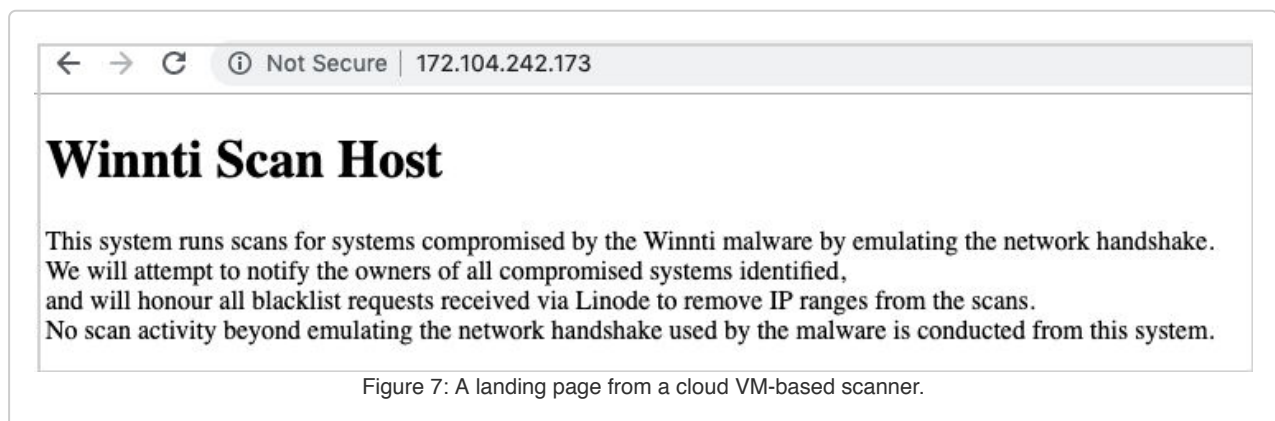 Not Secure | 172.104.242.173
Winnti Scan Host
This system runs scans for systems compromised by the Winnti malware by emulating the network handshake.
We will attempt to notify the owners of all compromised systems identified,
and will honour all blacklist requests received via Linode to remove IP ranges from the scans.
No scan activity beyond emulating the network handshake used by the malware is conducted from this system.
Figure 7: A landing page from a cloud VM-based scanner.